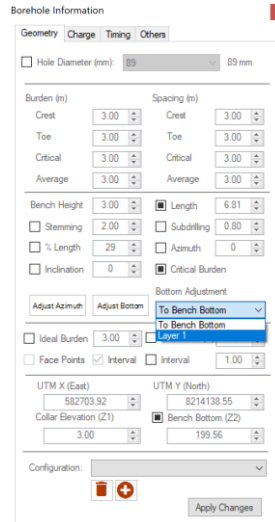 Borehole Information
Geometry Charge Timing Others
Hole Diameter (mm): 89 89 mm
Burden (m) Spacing (m)
Crest 3.00 Crest 3.00
Toe 3.00 Toe 3.00
Critical 3.00 Critical 3.00
Average 3.00 Average 3.00
Bench Height 3.00 Length 6.81
Stemming 2.00 Subdrilling 0.80
% Length 29 Azimuth 0
Inclination 0 Critical Burden
Bottom Adjustment
Adjust Azimuth Adjust Bottom To Bench Bottom
To Bench Bottom
Layer 1
Ideal Burden 3.00
Face Points Interval Interval 1.00
UTM X (East) UTM Y (North)
582703.92 8214138.55
Collar Elevation (Z1) Bench Bottom (Z2)
3.00 199.56
Configuration:
Apply Changes